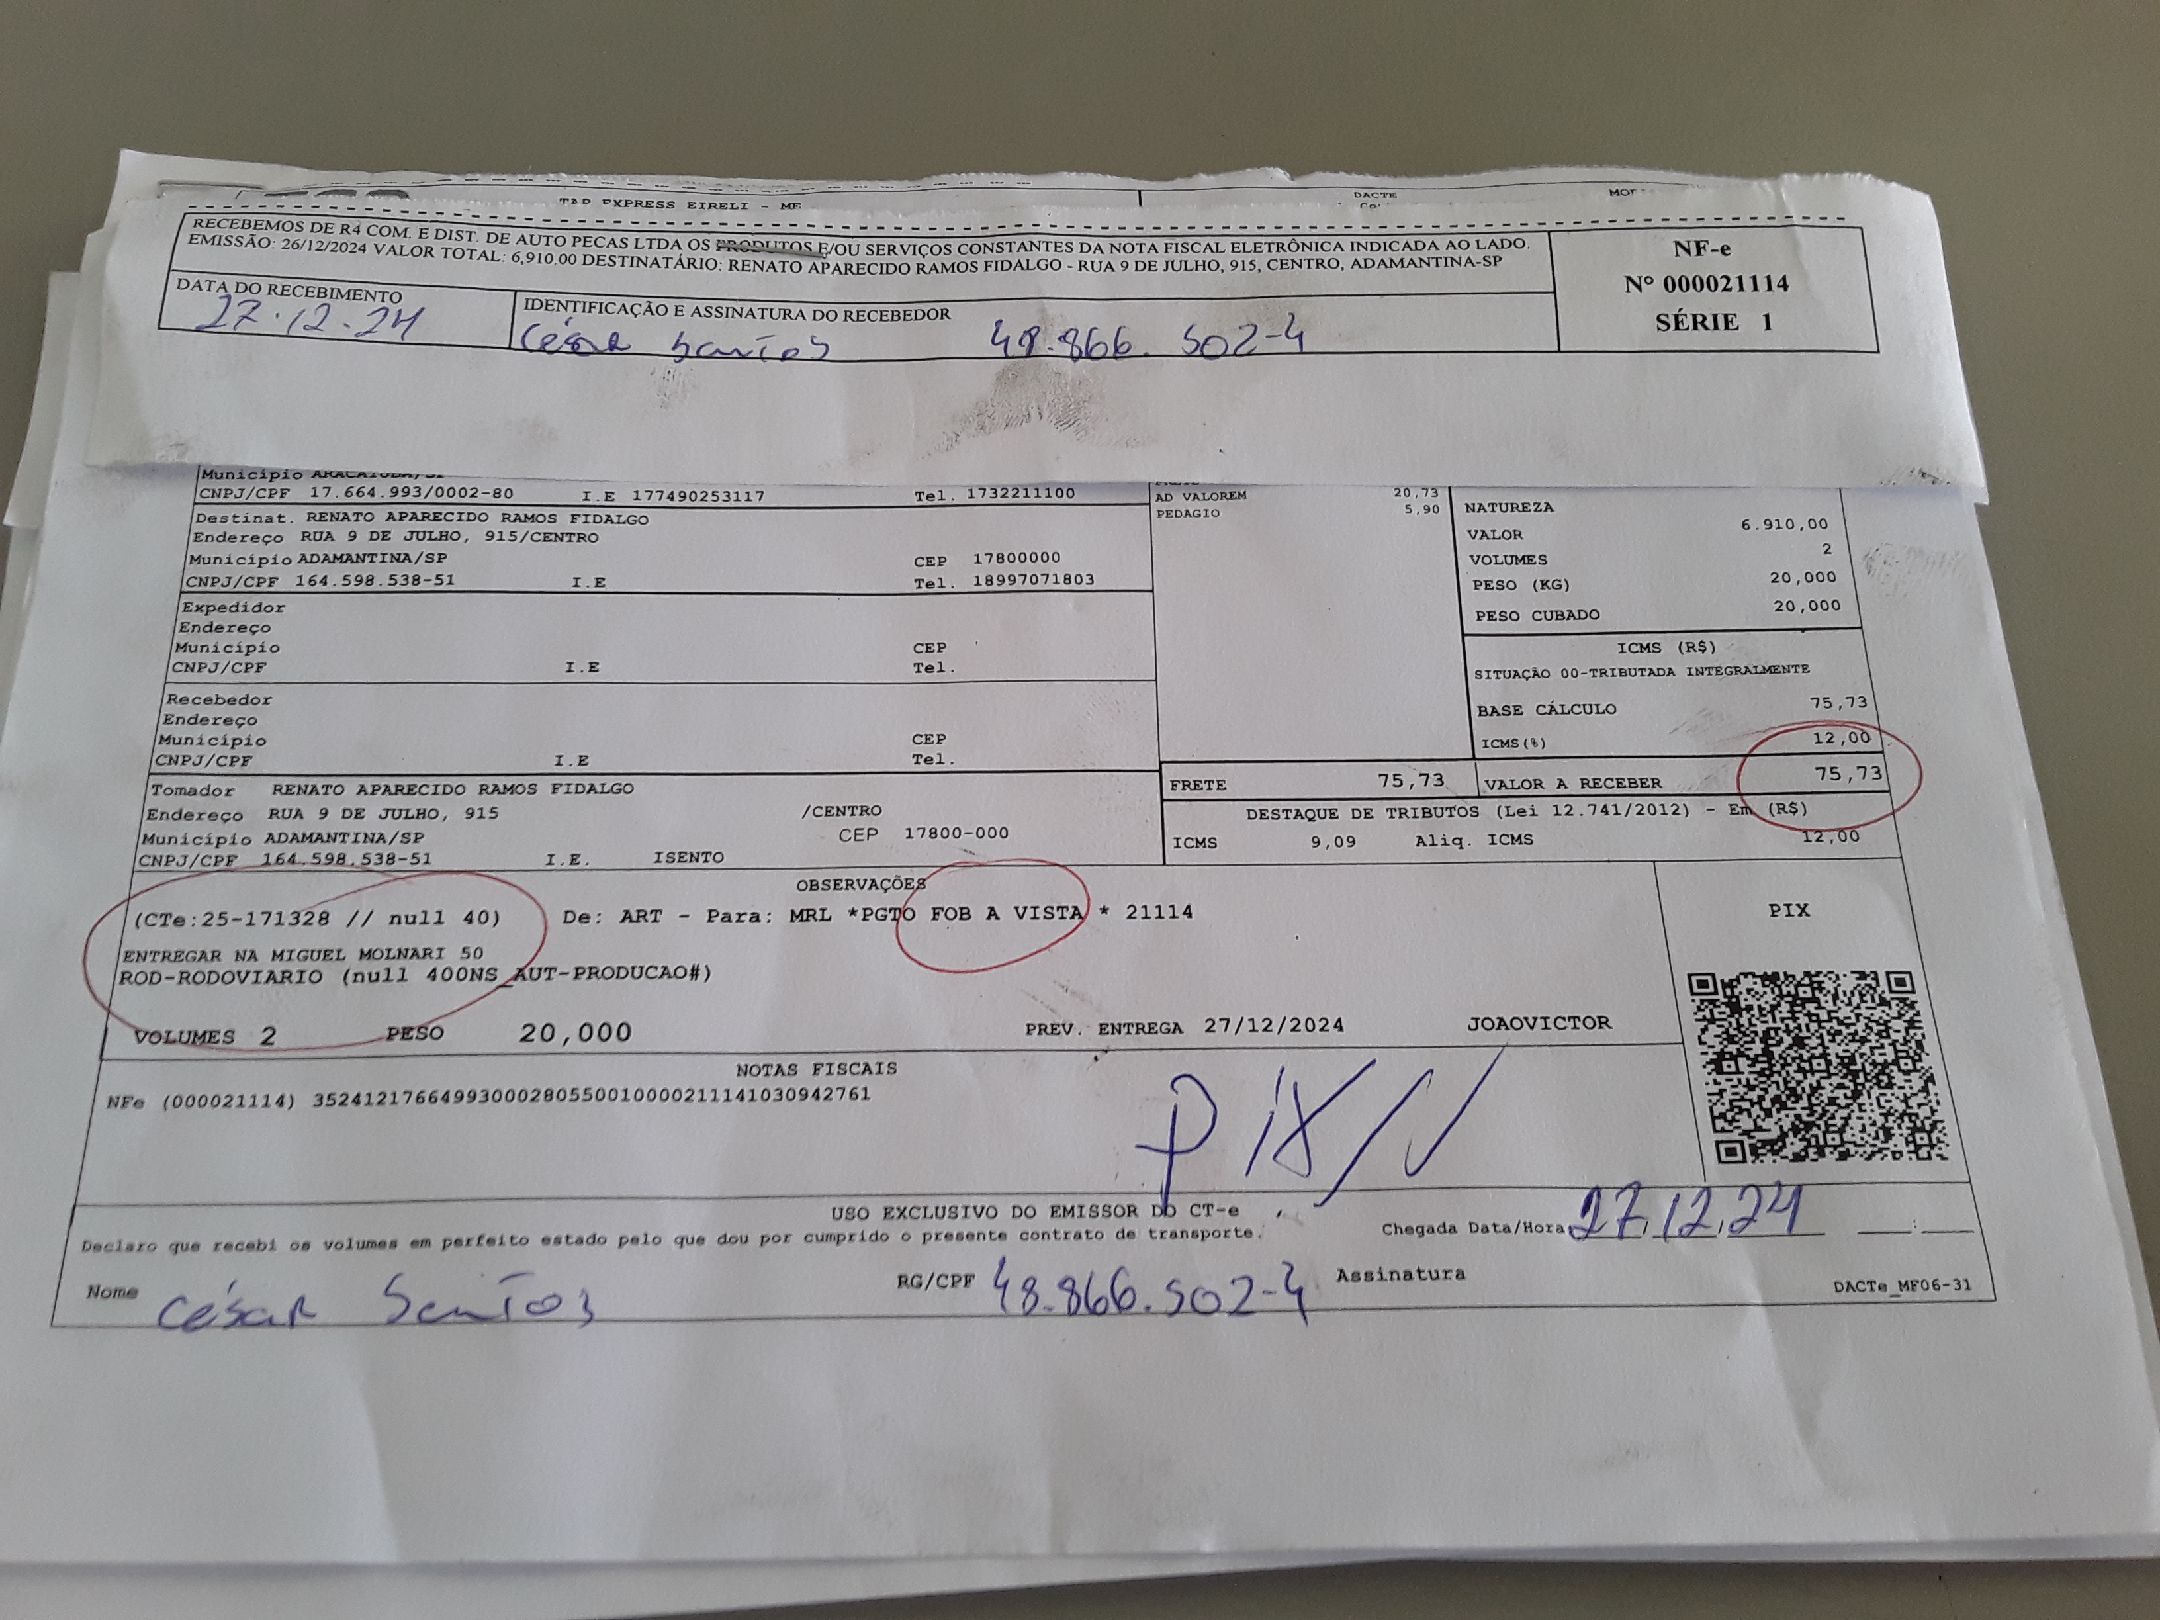 DACTE
RECEBEMOS DE R4 COM. E DIST. DE AUTO PECAS LTDA OS PRODUTOS E/OU SERVIÇOS CONSTANTES DA NOTA FISCAL ELETRÔNICA INDICADA AO LADO.
EMISSÃO: 26/12/2024 VALOR TOTAL: 6,910,00 DESTINATÁRIO: RENATO APARECIDO RAMOS FIDALGO - RUA 9 DE JULHO, 915, CENTRO, ADAMANTINA-SP
NF-e
Nº 000021114
SÉRIE 1
DATA DO RECEBIMENTO
27.12.24
IDENTIFICAÇÃO E ASSINATURA DO RECEBEDOR
César Santos 48.866.502-4
Município ARACATUBA/SP
CNPJ/CPF 17.664.993/0002-80 I.E 177490253117 Tel. 1732211100
Destinat. RENATO APARECIDO RAMOS FIDALGO
Endereço RUA 9 DE JULHO, 915/CENTRO
Município ADAMANTINA/SP CEP 17800000
CNPJ/CPF 164.598.538-51 I.E Tel. 18997071803
Expedidor
Endereço
Município CEP
CNPJ/CPF I.E Tel.
Recebedor
Endereço
Município CEP
CNPJ/CPF I.E Tel.
Tomador RENATO APARECIDO RAMOS FIDALGO
Endereço RUA 9 DE JULHO, 915 /CENTRO
Município ADAMANTINA/SP CEP 17800-000
CNPJ/CPF 164.598.538-51 I.E. ISENTO
AD VALOREM 20,73
PEDAGIO 5,90
NATUREZA
VALOR 6.910,00
VOLUMES 2
PESO (KG) 20,000
PESO CUBADO 20,000
ICMS (R$)
SITUAÇÃO 00-TRIBUTADA INTEGRALMENTE
BASE CÁLCULO 75,73
ICMS(%) 12,00
FRETE 75,73 VALOR A RECEBER 75,73
DESTAQUE DE TRIBUTOS (Lei 12.741/2012) - Em (R$)
ICMS 9,09 Aliq. ICMS 12,00
OBSERVAÇÕES
(CTe:25-171328 // null 40) De: ART - Para: MRL *PGTO FOB A VISTA * 21114
ENTREGAR NA MIGUEL MOLNARI 50
ROD-RODOVIARIO (null 400NS_AUT-PRODUCAO#)
VOLUMES 2 PESO 20,000 PREV. ENTREGA 27/12/2024 JOAOVICTOR
PIX
NOTAS FISCAIS
NFe (000021114) 35241217664993000280550010000211141030942761
PIX
USO EXCLUSIVO DO EMISSOR DO CT-e
Declaro que recebi os volumes em perfeito estado pelo que dou por cumprido o presente contrato de transporte.
Chegada Data/Hora 27,12,24 :
Nome César Santos RG/CPF 48.866.502-4 Assinatura
DACTe_MF06-31